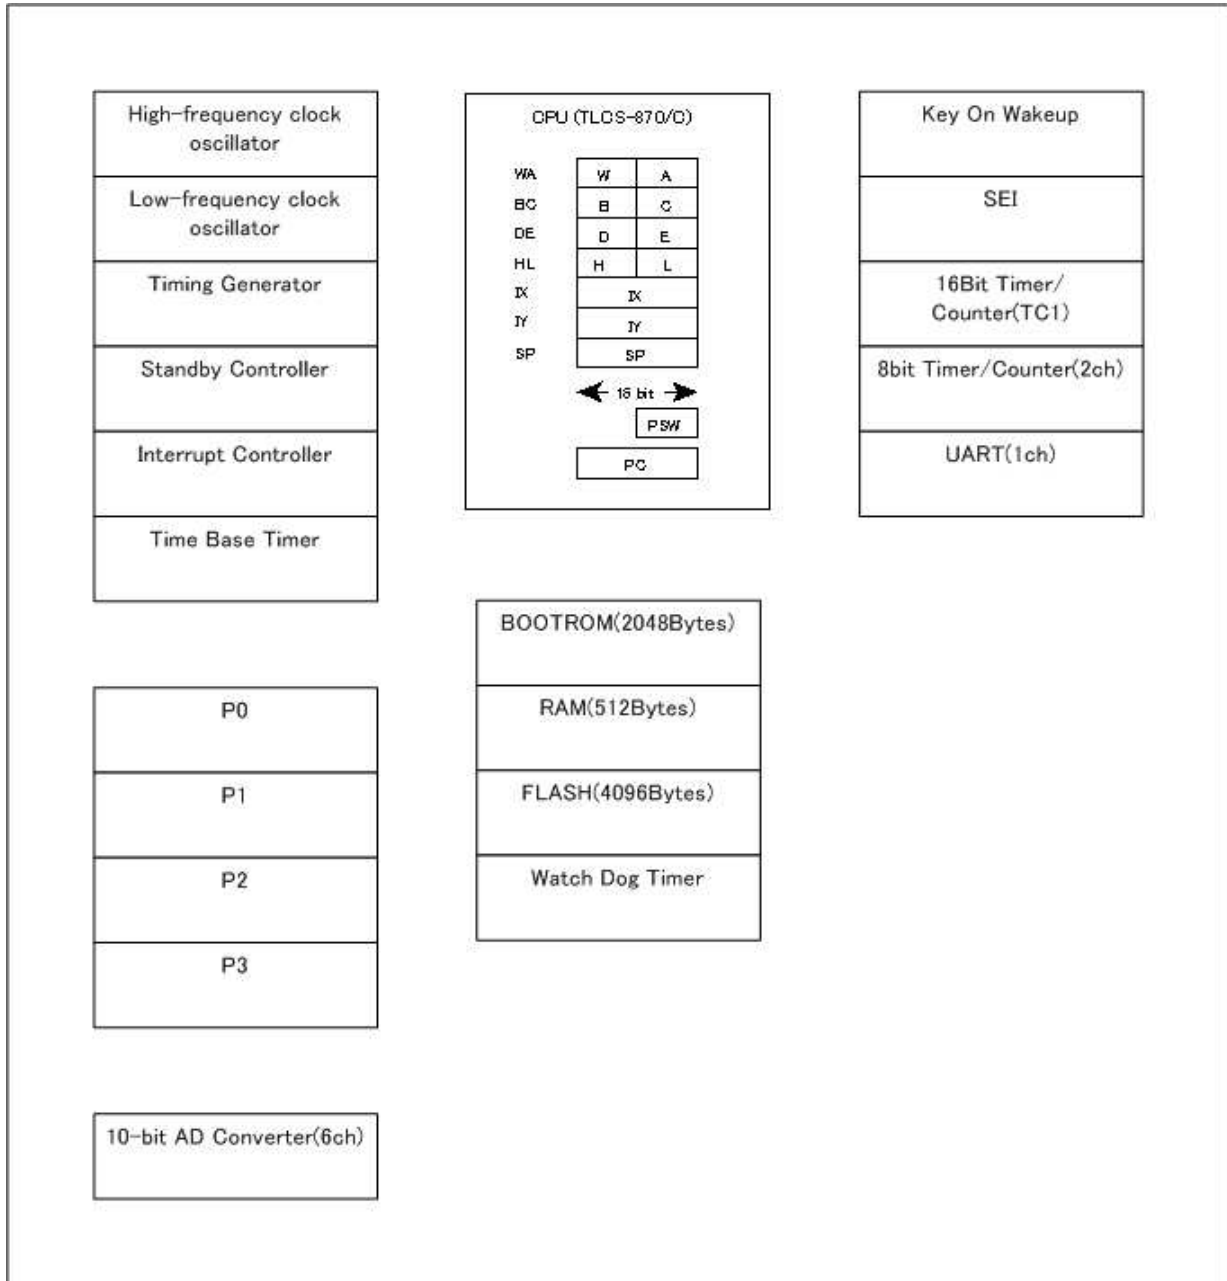 High-frequency clock
oscillator
Low-frequency clock
oscillator
Timing Generator
Standby Controller
Interrupt Controller
Time Base Timer
P0
P1
P2
P3
10-bit AD Converter(6ch)
CPU (TLCS-870/C)
WA W A
BC B C
DE D E
HL H L
IX IX
IY IY
SP SP
16 bit
PSW
PC
BOOTROM(2048Bytes)
RAM(512Bytes)
FLASH(4096Bytes)
Watch Dog Timer
Key On Wakeup
SEI
16Bit Timer/
Counter(TC1)
8bit Timer/Counter(2ch)
UART(1ch)